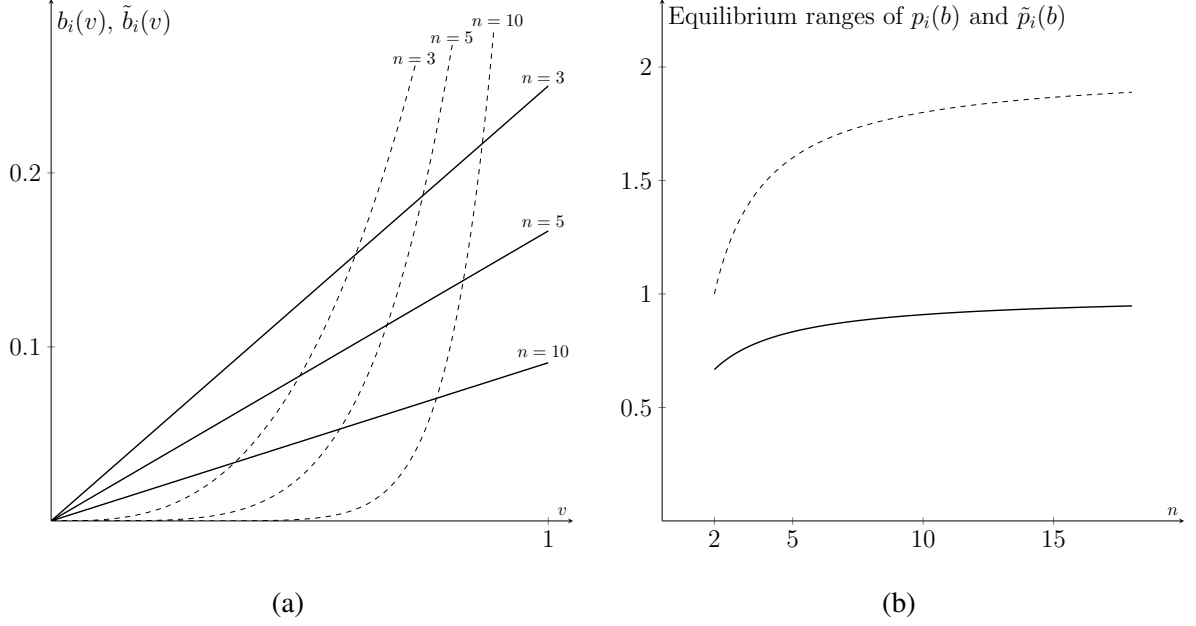 b_i(v), b̃_i(v)
n = 10
n = 5
n = 3
n = 3
0.2
n = 5
0.1
n = 10
v
1
(a)
Equilibrium ranges of p_i(b) and p̃_i(b)
2
1.5
1
0.5
n
2 5 10 15
(b)